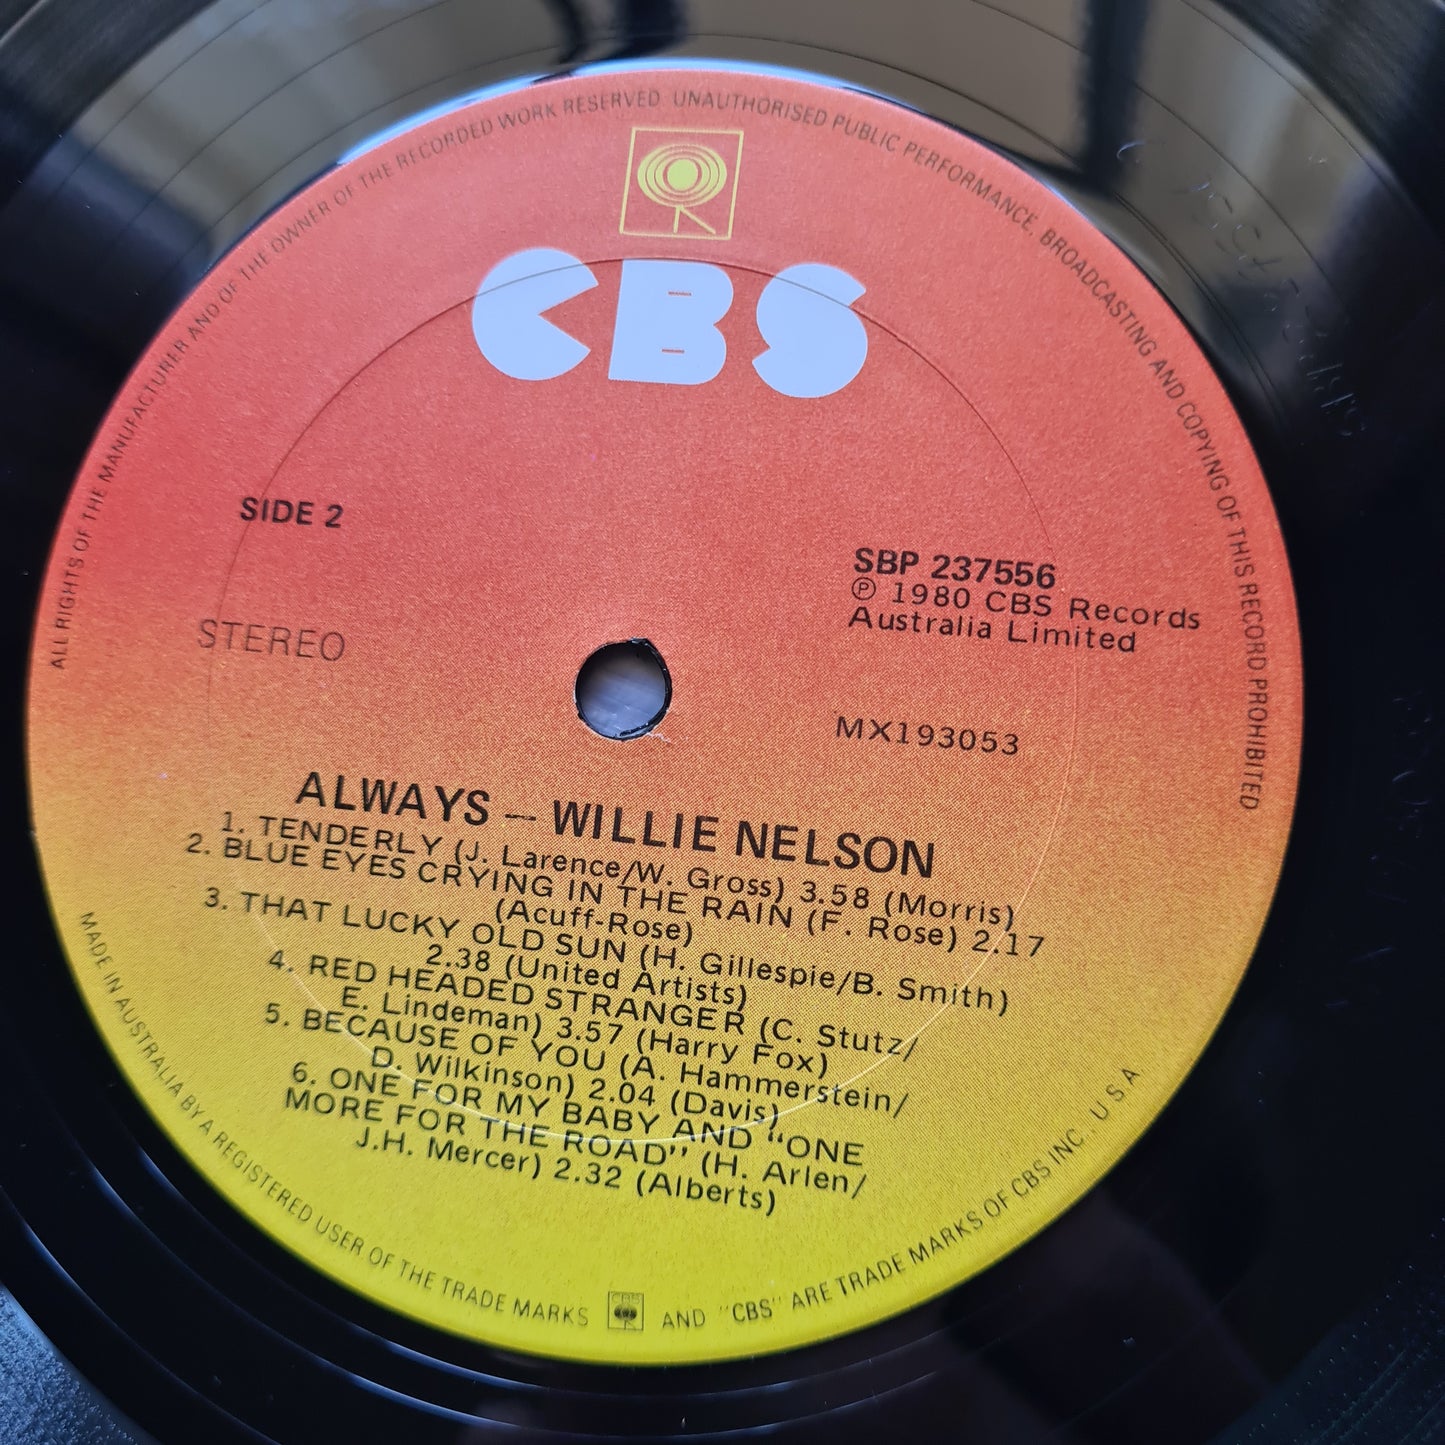 ALL RIGHTS OF THE MANUFACTURER AND OF THE OWNER OF THE RECORDED WORK RESERVED UNAUTHORISED PUBLIC PERFORMANCE, BROADCASTING AND COPYING OF THIS RECORD PROHIBITED
CBS
SIDE 2
STEREO
SBP 237556
℗ 1980 CBS Records
Australia Limited
MX193053
ALWAYS — WILLIE NELSON
1. TENDERLY (J. Larence/W. Gross) 3.58 (Morris)
2. BLUE EYES CRYING IN THE RAIN (F. Rose) 2.17
(Acuff-Rose)
3. THAT LUCKY OLD SUN (H. Gillespie/B. Smith)
2.38 (United Artists)
4. RED HEADED STRANGER (C. Stutz/
E. Lindeman) 3.57 (Harry Fox)
5. BECAUSE OF YOU (A. Hammerstein/
D. Wilkinson) 2.04 (Davis)
6. ONE FOR MY BABY AND "ONE
MORE FOR THE ROAD" (H. Arlen/
J.H. Mercer) 2.32 (Alberts)
MADE IN AUSTRALIA BY A REGISTERED USER OF THE TRADE MARKS CBS AND "CBS" ARE TRADE MARKS OF CBS INC., U.S.A.